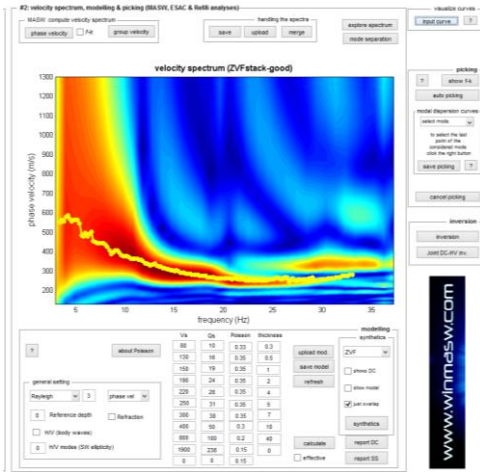 #2: velocity spectrum, modelling & picking (MASW, ESAC & ReMi analyses)
MASW: compute velocity spectrum
phase velocity
F-k
group velocity
handling the spectra
save
upload
merge
explore spectrum
mode separation
visualize curves
input curve
?
velocity spectrum (ZVFstack-good)
phase velocity (m/s)
1300
1200
1100
1000
900
800
700
600
500
400
300
200
5
10
15
20
25
30
35
frequency (Hz)
picking
?
show f-k
auto picking
modal dispersion curves
select mode
to select the last
point of the
considered mode
click the right button
save picking
?
cancel picking
inversion
inversion
Joint DC-HV inv.
www.winmasw.com
?
about Poisson
general setting
Rayleigh
3
phase vel
0
Reference depth
Refraction
H/V (body waves)
0
H/V modes (SW ellipticity)
Vs Qs Poisson thickness
80 10 0.33 0.3
130 16 0.35 0.5
150 19 0.35 1
190 24 0.35 2
220 28 0.35 4
250 31 0.35 5
300 38 0.35 7
400 50 0.3 10
800 100 0.2 40
1900 238 0.15 0
0 0 0.15
upload mod.
save model
refresh
calculate
effective
modelling
synthetics
ZVF
show DC
show model
just overlap
synthetics
report DC
report SS